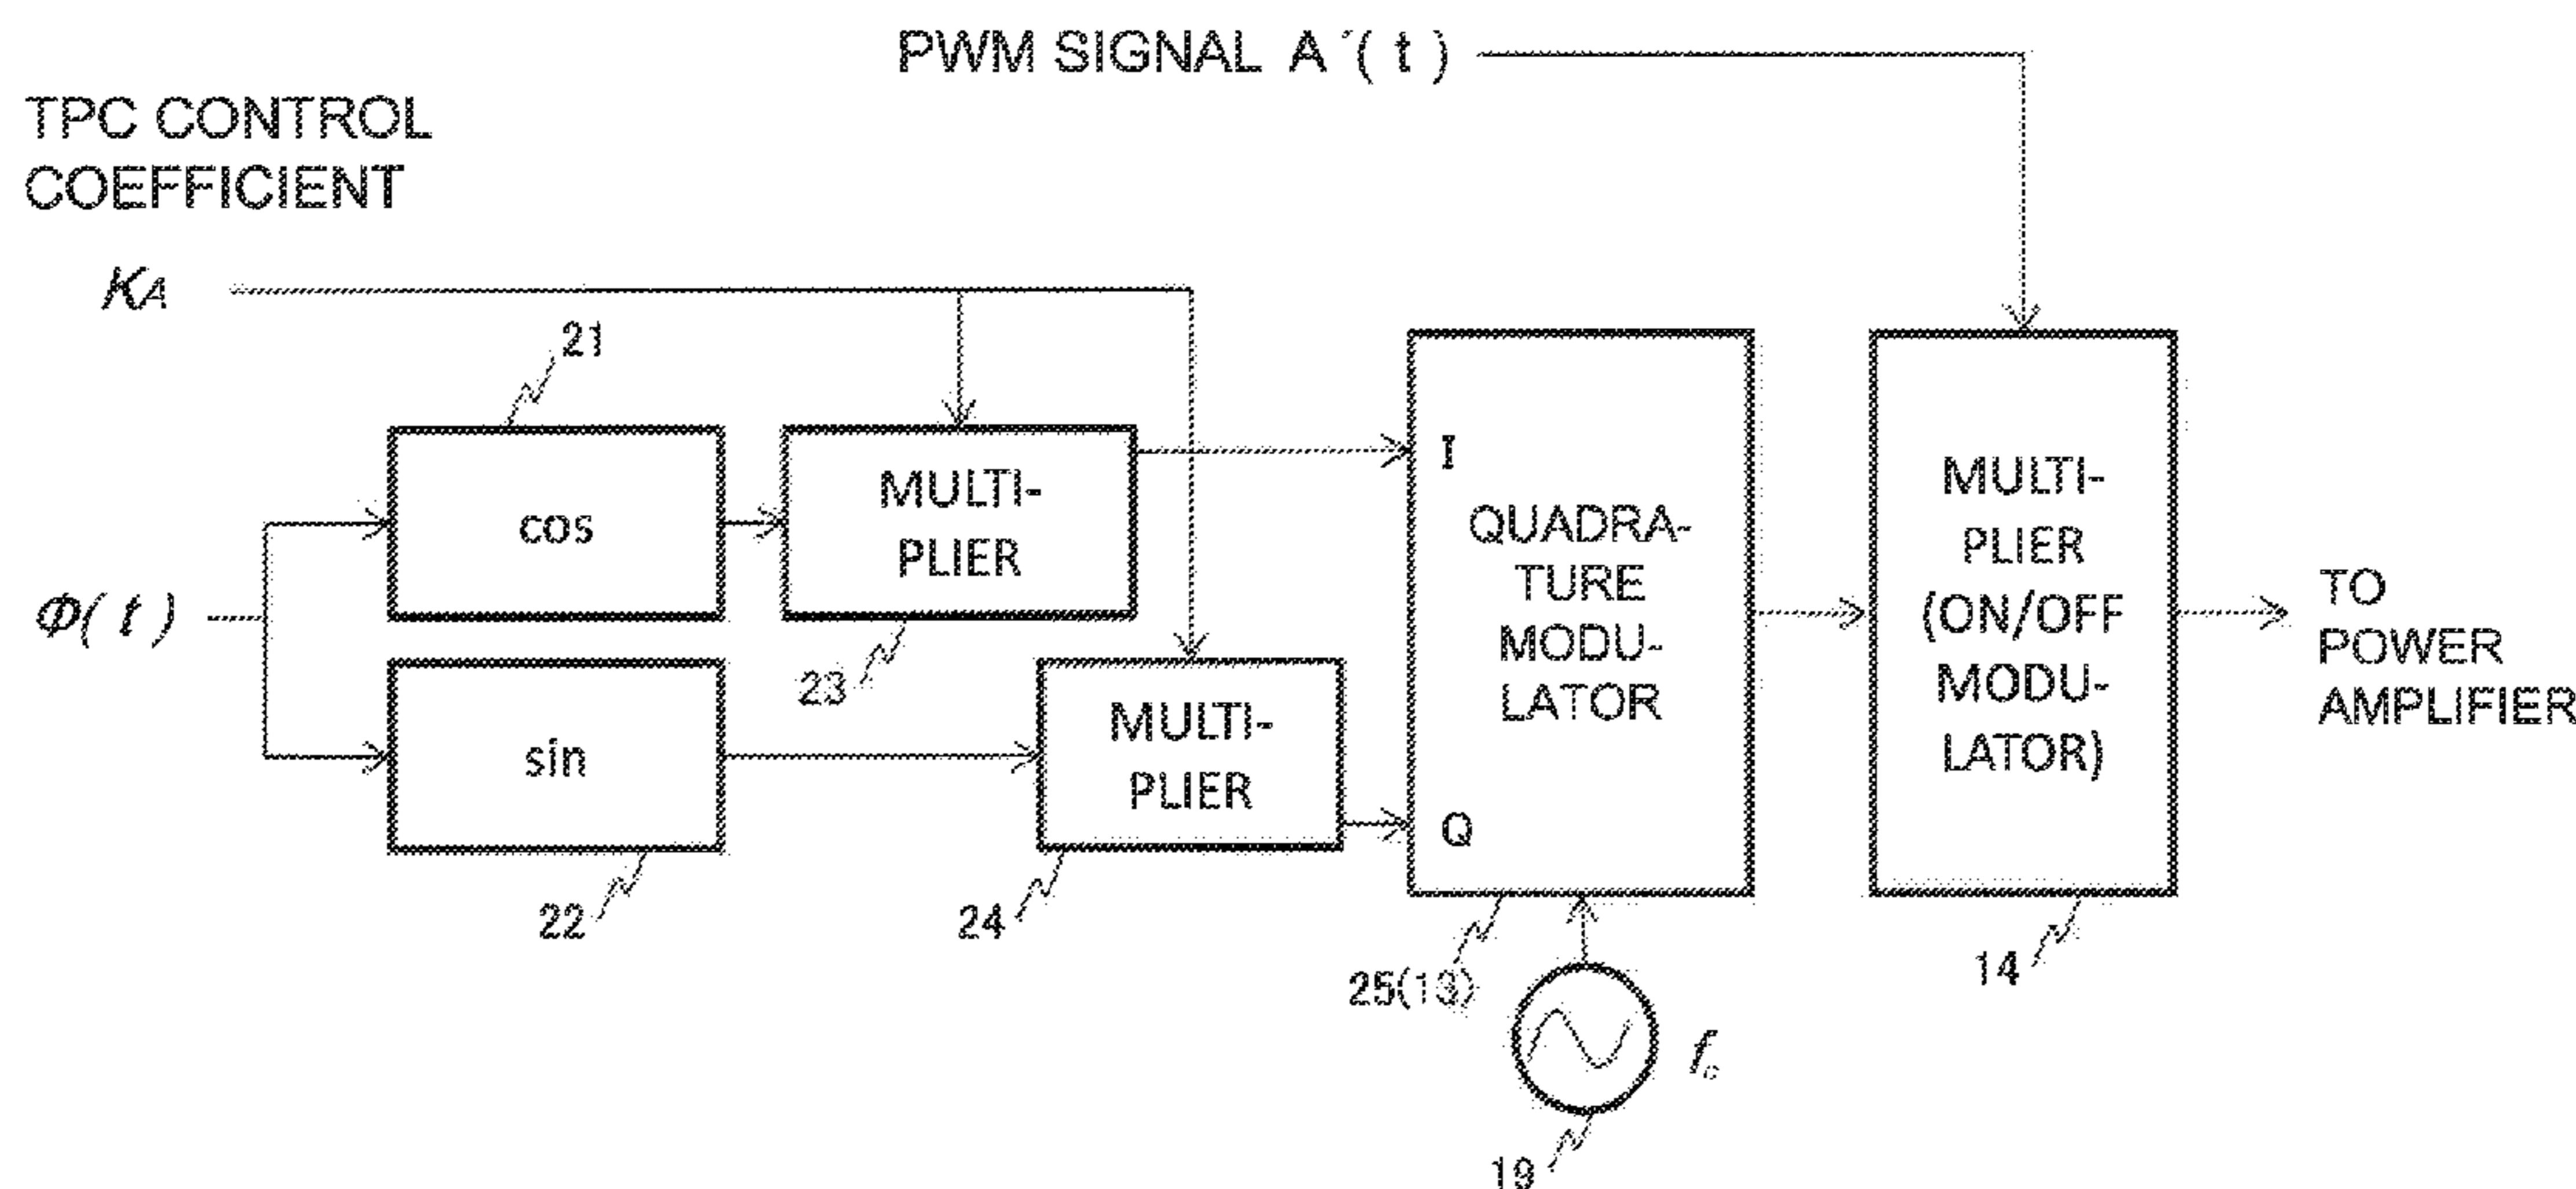 PWM SIGNAL A´( t )
TPC CONTROL
COEFFICIENT
KA
21
cos
MULTI-
PLIER
23
Φ( t )
sin
22
MULTI-
PLIER
24
I
QUADRA-
TURE
MODU-
LATOR
Q
25(13)
fc
19
MULTI-
PLIER
(ON/OFF
MODU-
LATOR)
14
TO
POWER
AMPLIFIER